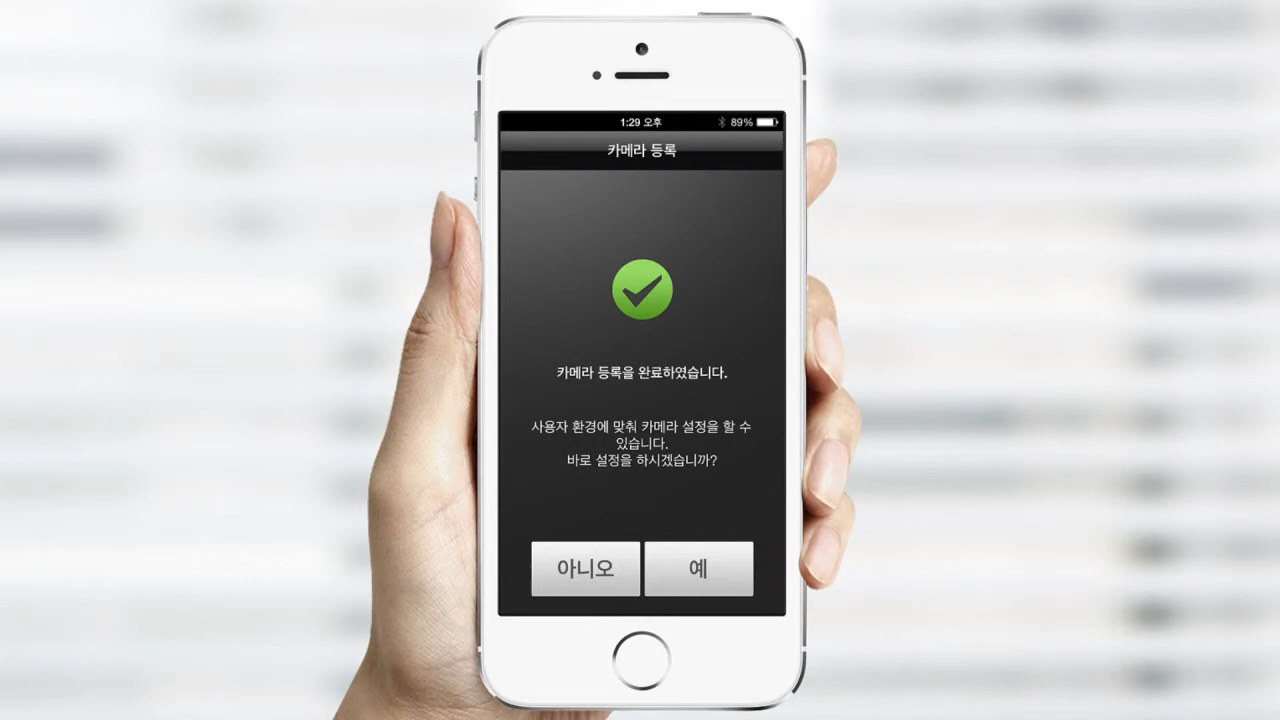 1:29 오후
89%
카메라 등록
카메라 등록을 완료하였습니다.
사용자 환경에 맞춰 카메라 설정을 할 수
있습니다.
바로 설정을 하시겠습니까?
아니오 예